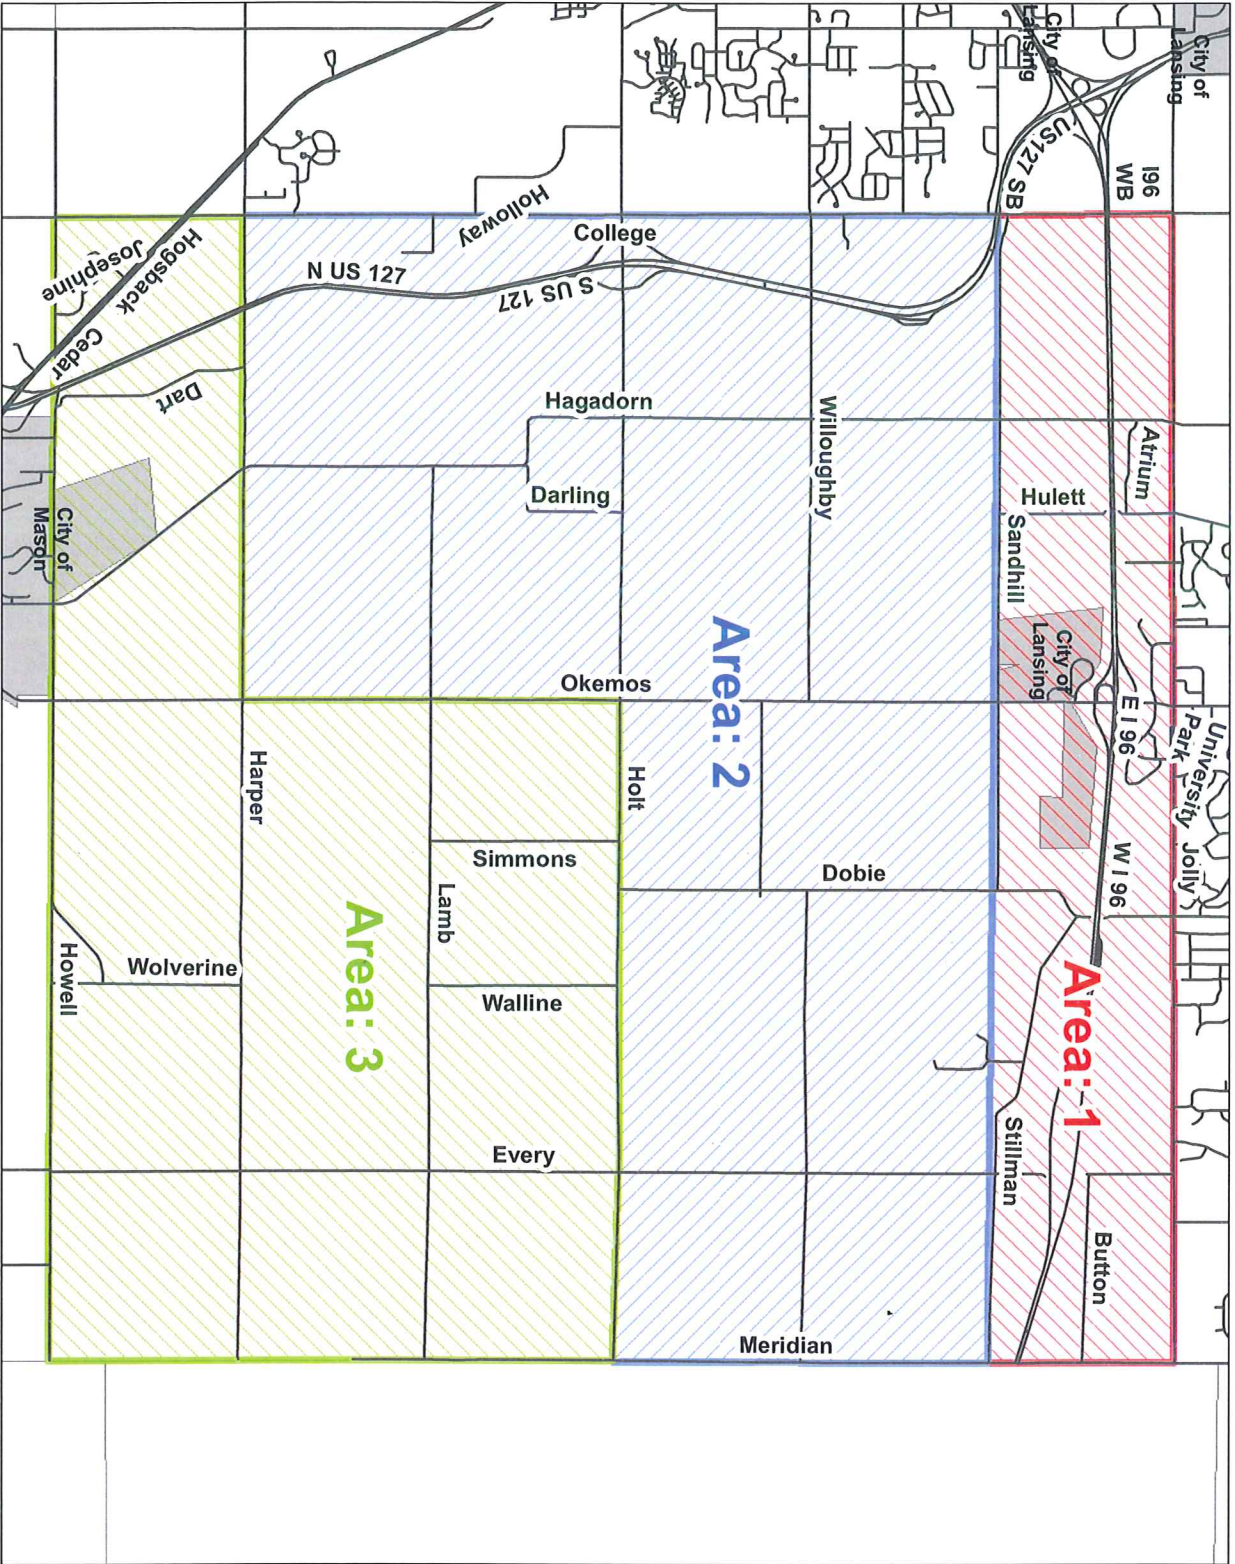 City of
Lansing
City of
Lansing
I96
WB
US127 SB
Holloway
College
N US 127
S US 127
Hogsback
Josephine
Cedar
Dart
Hagadorn
Willoughby
Darling
Atrium
Hulett
Sandhill
City of
Mason
City of
Lansing
Okemos
E I 96
University
Park
Area: 2
Harper
Holt
Jolly
W I 96
Simmons
Dobie
Lamb
Area: 3
Wolverine
Howell
Walline
Area: 1
Every
Stillman
Button
Meridian